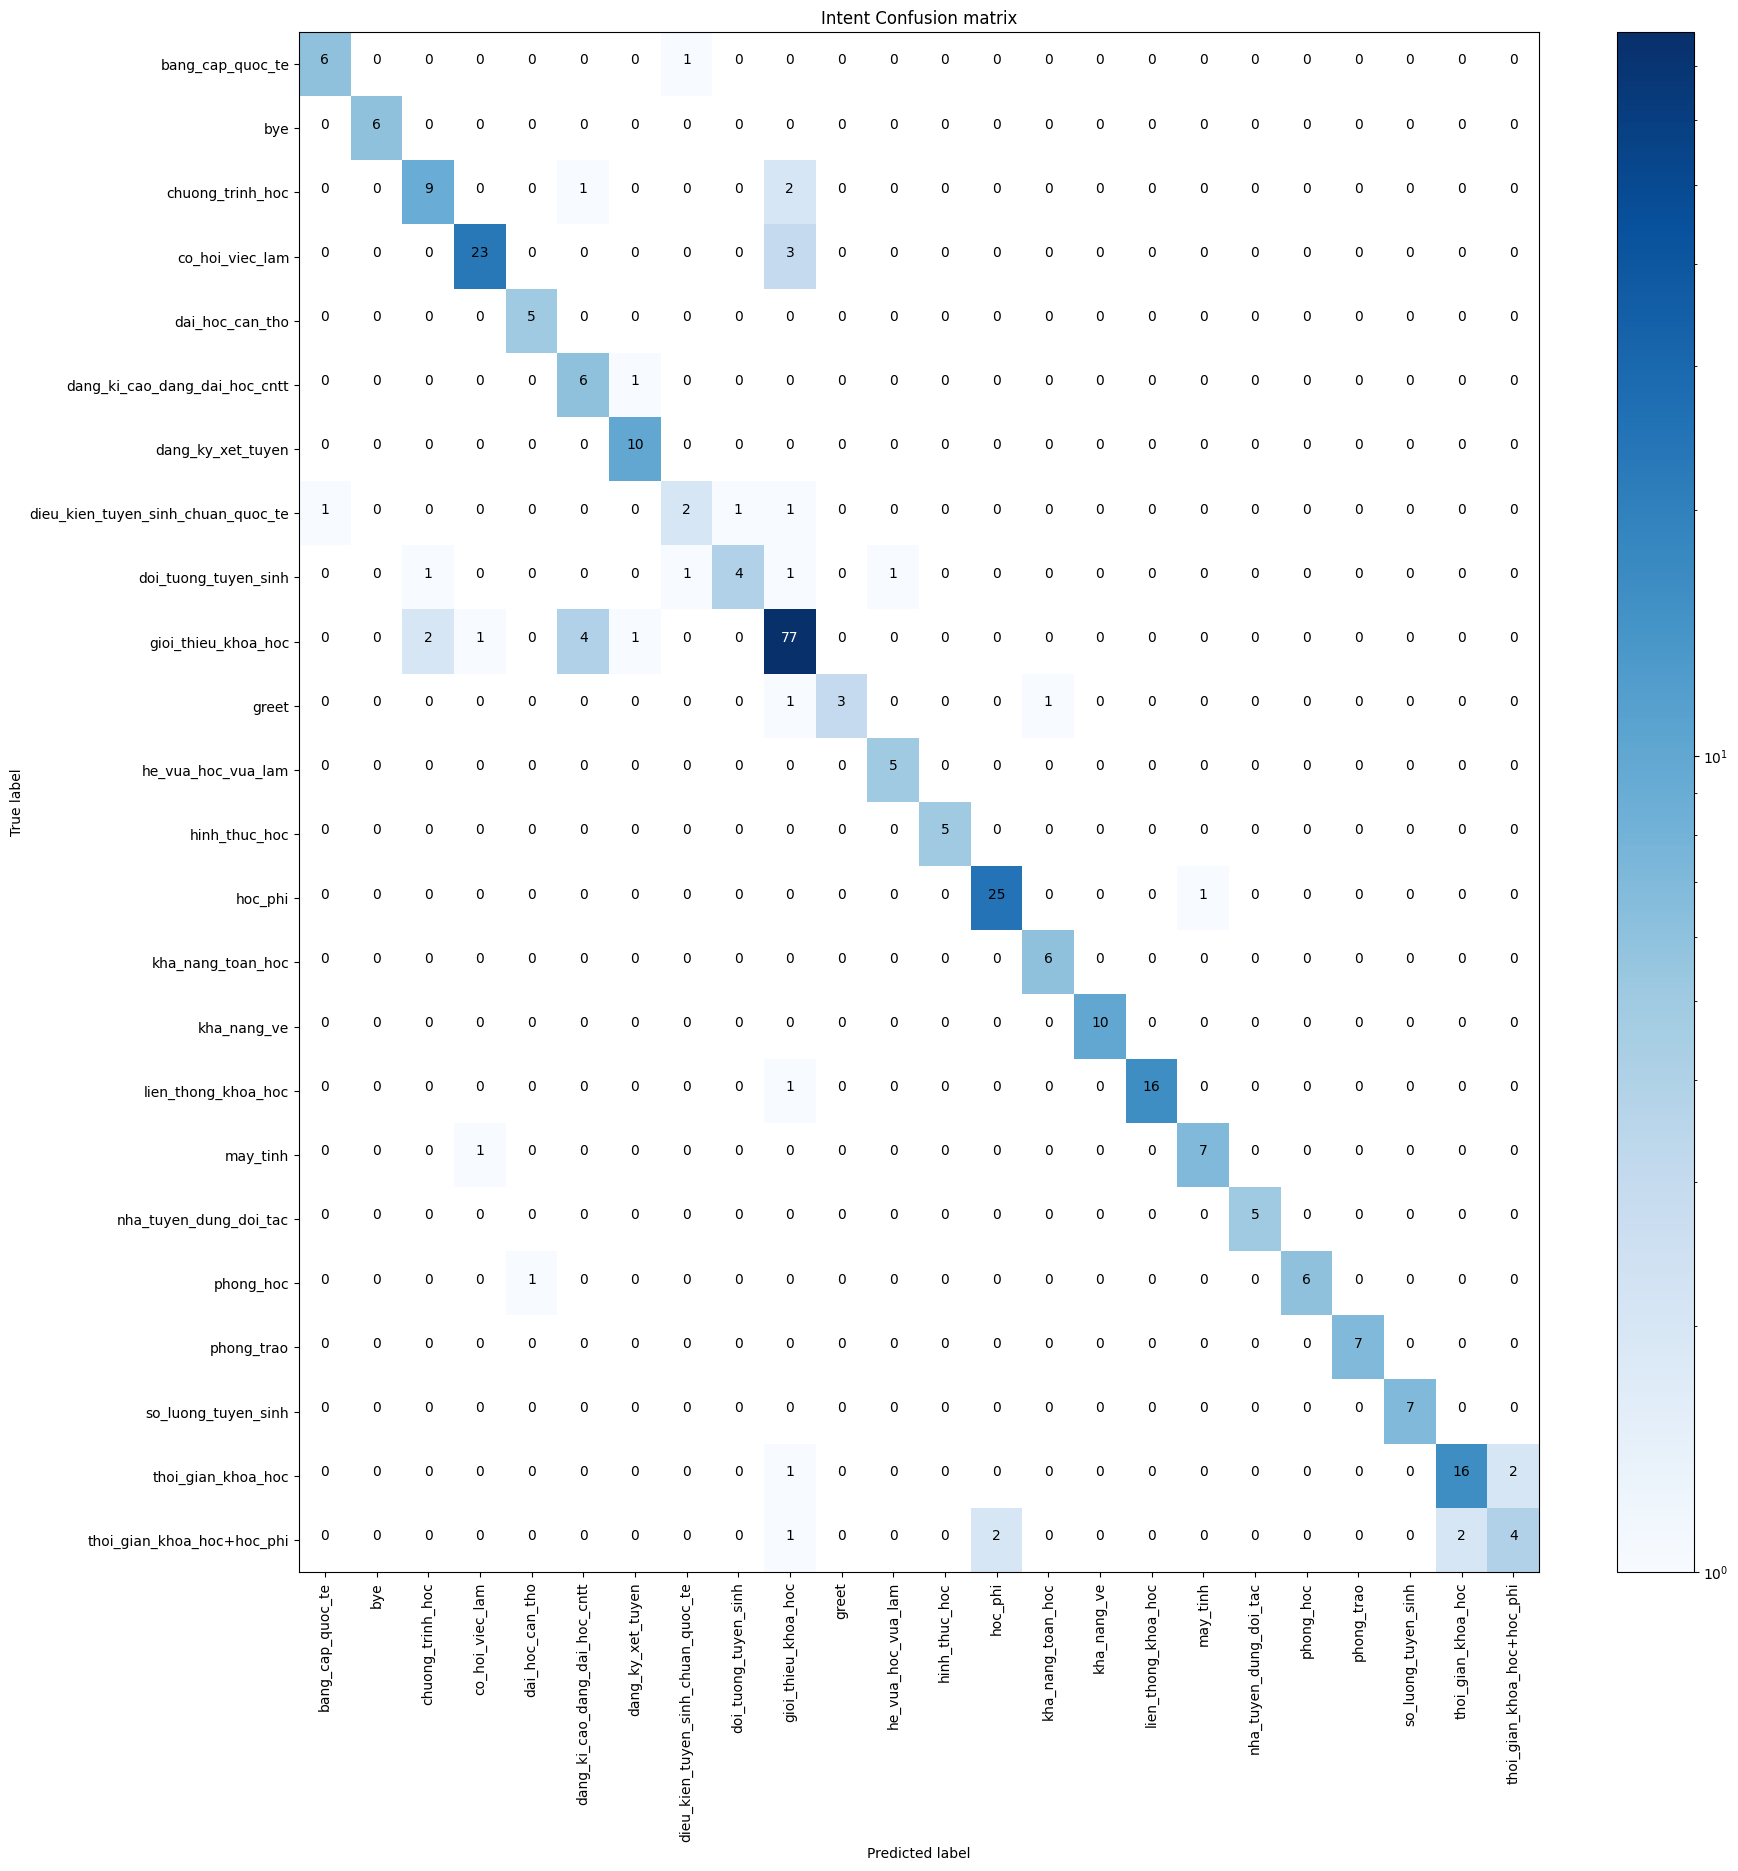 Intent Confusion matrix
bang_cap_quoc_te 6 0 0 0 0 0 0 1 0 0 0 0 0 0 0 0 0 0 0 0 0 0 0 0
bye 0 6 0 0 0 0 0 0 0 0 0 0 0 0 0 0 0 0 0 0 0 0 0 0
chuong_trinh_hoc 0 0 9 0 0 1 0 0 0 2 0 0 0 0 0 0 0 0 0 0 0 0 0 0
co_hoi_viec_lam 0 0 0 23 0 0 0 0 0 3 0 0 0 0 0 0 0 0 0 0 0 0 0 0
dai_hoc_can_tho 0 0 0 0 5 0 0 0 0 0 0 0 0 0 0 0 0 0 0 0 0 0 0 0
dang_ki_cao_dang_dai_hoc_cntt 0 0 0 0 0 6 1 0 0 0 0 0 0 0 0 0 0 0 0 0 0 0 0 0
dang_ky_xet_tuyen 0 0 0 0 0 0 10 0 0 0 0 0 0 0 0 0 0 0 0 0 0 0 0 0
dieu_kien_tuyen_sinh_chuan_quoc_te 1 0 0 0 0 0 0 2 1 1 0 0 0 0 0 0 0 0 0 0 0 0 0 0
doi_tuong_tuyen_sinh 0 0 1 0 0 0 0 1 4 1 0 1 0 0 0 0 0 0 0 0 0 0 0 0
gioi_thieu_khoa_hoc 0 0 2 1 0 4 1 0 0 77 0 0 0 0 0 0 0 0 0 0 0 0 0 0
greet 0 0 0 0 0 0 0 0 0 1 3 0 0 0 1 0 0 0 0 0 0 0 0 0
he_vua_hoc_vua_lam 0 0 0 0 0 0 0 0 0 0 0 5 0 0 0 0 0 0 0 0 0 0 0 0
hinh_thuc_hoc 0 0 0 0 0 0 0 0 0 0 0 0 5 0 0 0 0 0 0 0 0 0 0 0
hoc_phi 0 0 0 0 0 0 0 0 0 0 0 0 0 25 0 0 0 1 0 0 0 0 0 0
kha_nang_toan_hoc 0 0 0 0 0 0 0 0 0 0 0 0 0 0 6 0 0 0 0 0 0 0 0 0
kha_nang_ve 0 0 0 0 0 0 0 0 0 0 0 0 0 0 0 10 0 0 0 0 0 0 0 0
lien_thong_khoa_hoc 0 0 0 0 0 0 0 0 0 1 0 0 0 0 0 0 16 0 0 0 0 0 0 0
may_tinh 0 0 0 1 0 0 0 0 0 0 0 0 0 0 0 0 0 7 0 0 0 0 0 0
nha_tuyen_dung_doi_tac 0 0 0 0 0 0 0 0 0 0 0 0 0 0 0 0 0 0 5 0 0 0 0 0
phong_hoc 0 0 0 0 1 0 0 0 0 0 0 0 0 0 0 0 0 0 0 6 0 0 0 0
phong_trao 0 0 0 0 0 0 0 0 0 0 0 0 0 0 0 0 0 0 0 0 7 0 0 0
so_luong_tuyen_sinh 0 0 0 0 0 0 0 0 0 0 0 0 0 0 0 0 0 0 0 0 0 7 0 0
thoi_gian_khoa_hoc 0 0 0 0 0 0 0 0 0 1 0 0 0 0 0 0 0 0 0 0 0 0 16 2
thoi_gian_khoa_hoc+hoc_phi 0 0 0 0 0 0 0 0 0 1 0 0 0 2 0 0 0 0 0 0 0 0 2 4
True label
bang_cap_quoc_te
bye
chuong_trinh_hoc
co_hoi_viec_lam
dai_hoc_can_tho
dang_ki_cao_dang_dai_hoc_cntt
dang_ky_xet_tuyen
dieu_kien_tuyen_sinh_chuan_quoc_te
doi_tuong_tuyen_sinh
gioi_thieu_khoa_hoc
greet
he_vua_hoc_vua_lam
hinh_thuc_hoc
hoc_phi
kha_nang_toan_hoc
kha_nang_ve
lien_thong_khoa_hoc
may_tinh
nha_tuyen_dung_doi_tac
phong_hoc
phong_trao
so_luong_tuyen_sinh
thoi_gian_khoa_hoc
thoi_gian_khoa_hoc+hoc_phi
Predicted label
10¹
10⁰